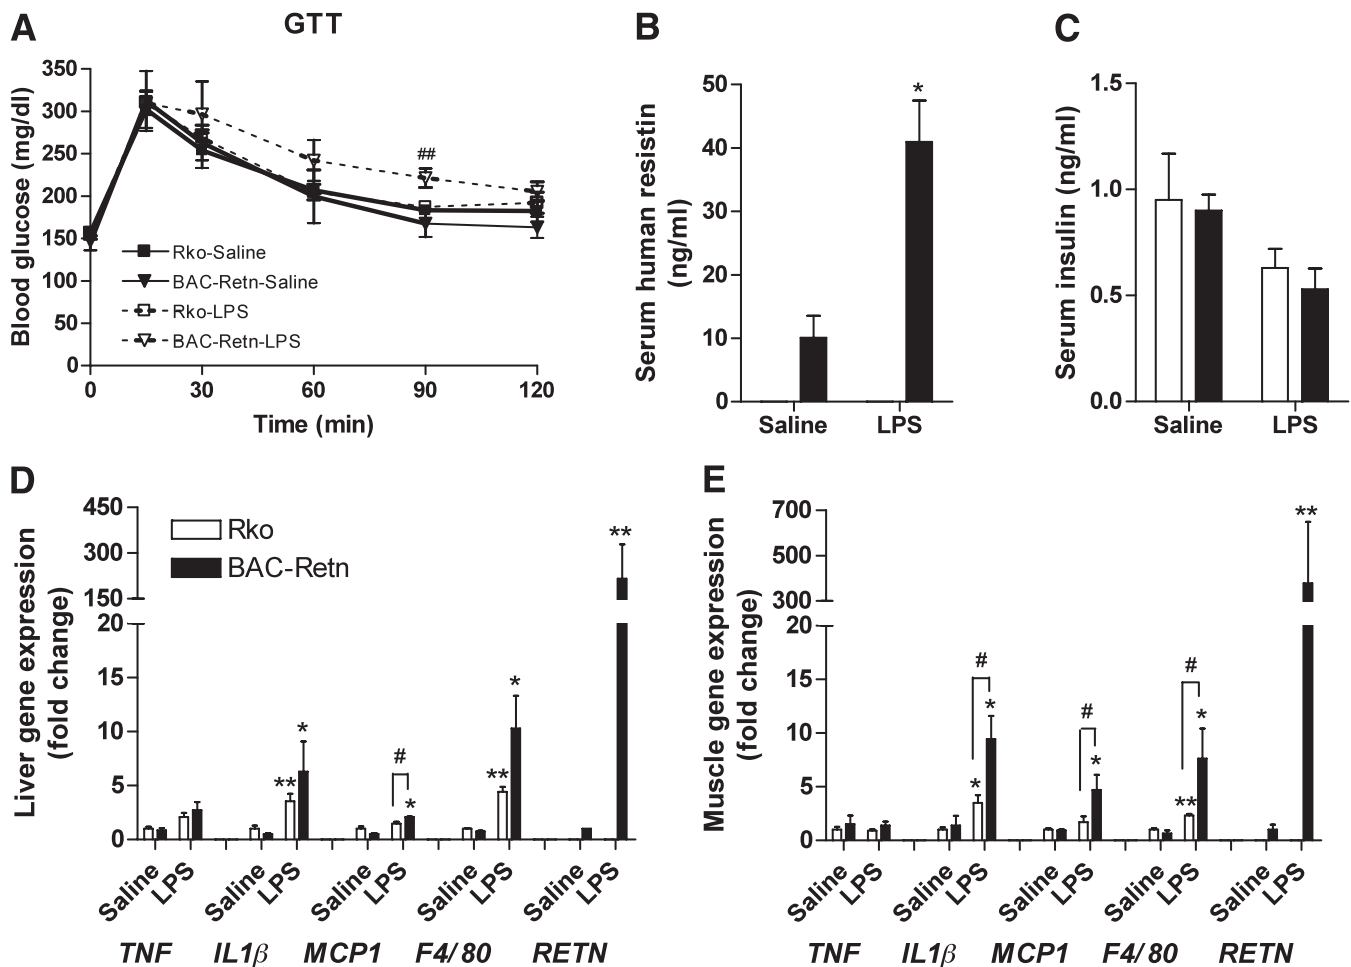 A
GTT
Blood glucose (mg/dl)
350
300
250
200
150
100
50
0
##
Rko-Saline
BAC-Retn-Saline
Rko-LPS
BAC-Retn-LPS
0 30 60 90 120
Time (min)
B
Serum human resistin
(ng/ml)
50
40
30
20
10
0
*
Saline LPS
C
Serum insulin (ng/ml)
1.5
1.0
0.5
0.0
Saline LPS
D
Liver gene expression
(fold change)
450
300
150
20
15
10
5
0
Rko
BAC-Retn
** * # * ** * **
Saline LPS Saline LPS Saline LPS Saline LPS Saline LPS
TNF IL1β MCP1 F4/80 RETN
E
Muscle gene expression
(fold change)
700
500
300
20
15
10
5
0
# * * # * # ** * **
Saline LPS Saline LPS Saline LPS Saline LPS Saline LPS
TNF IL1β MCP1 F4/80 RETN